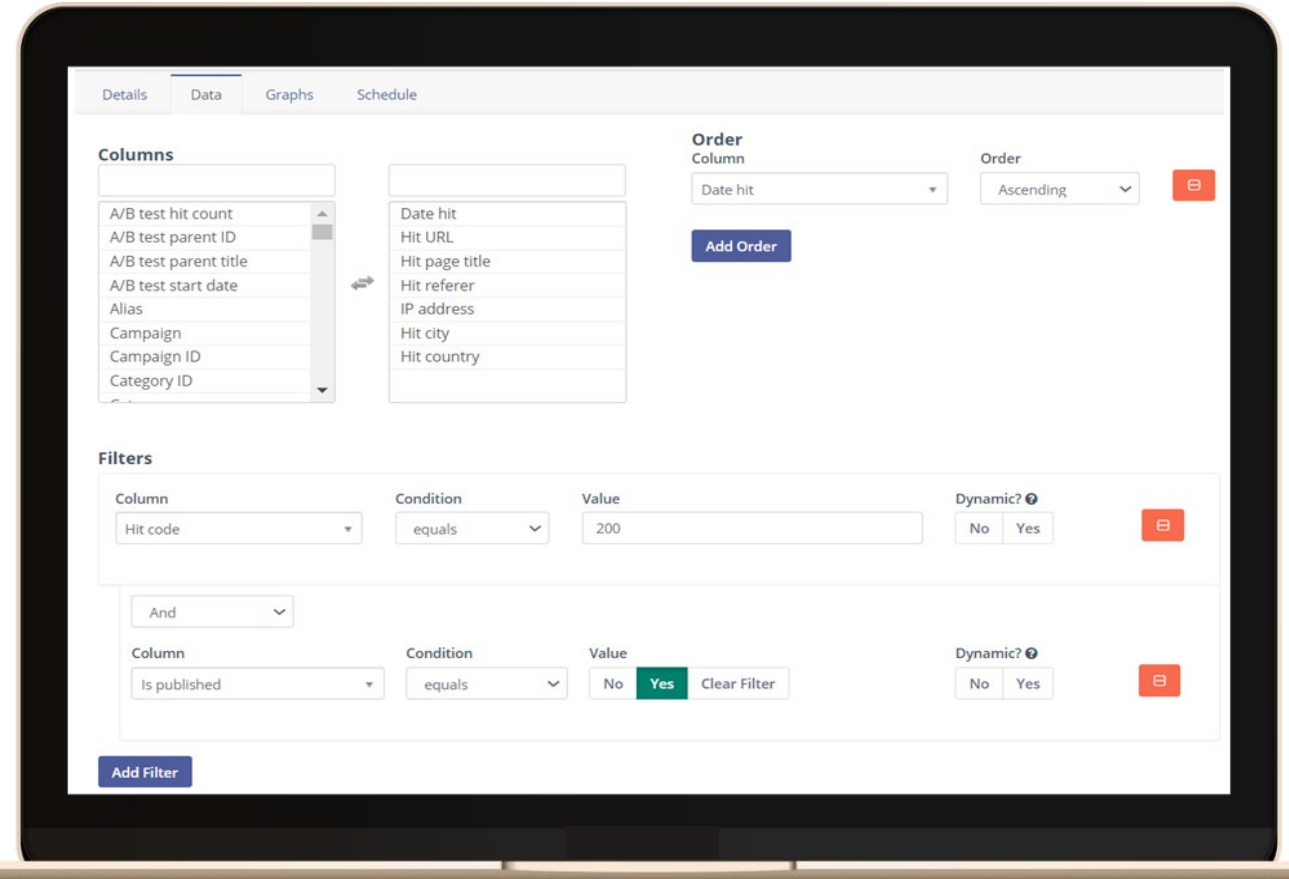 Details Data Graphs Schedule
Columns
A/B test hit count
A/B test parent ID
A/B test parent title
A/B test start date
Alias
Campaign
Campaign ID
Category ID
Date hit
Hit URL
Hit page title
Hit referer
IP address
Hit city
Hit country
Order
Column Order
Date hit Ascending
Add Order
Filters
Column Condition Value Dynamic?
Hit code equals 200 No Yes
And
Column Condition Value Dynamic?
Is published equals No Yes Clear Filter No Yes
Add Filter